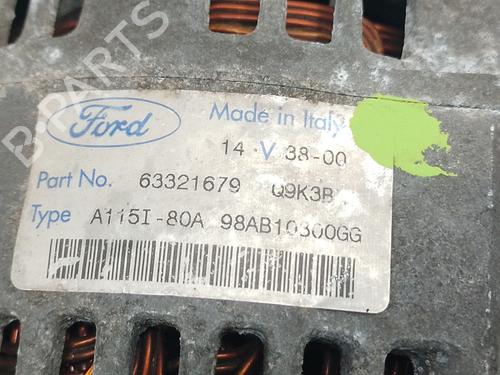 Ford
Made in Italy
14 V 38-00
Part No. 63321679 Q9K3B
Type A115I-80A 98AB10300GG
B-PARTS